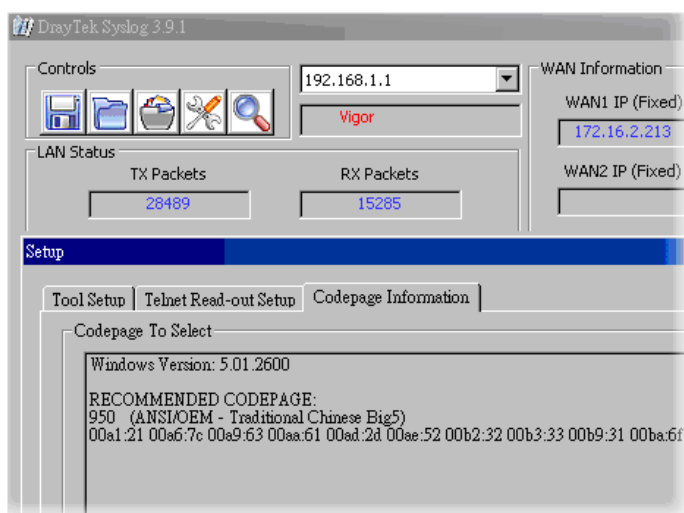 DrayTek Syslog 3.9.1
Controls
192.168.1.1
WAN Information
Vigor
WAN1 IP (Fixed)
172.16.2.213
LAN Status
TX Packets
RX Packets
WAN2 IP (Fixed)
28489
15285
Setup
Tool Setup
Telnet Read-out Setup
Codepage Information
Codepage To Select
Windows Version: 5.01.2600
RECOMMENDED CODEPAGE:
950 (ANSI/OEM - Traditional Chinese Big5)
00a1:21 00a6:7c 00a9:63 00aa:61 00ad:2d 00ae:52 00b2:32 00b3:33 00b9:31 00ba:6f